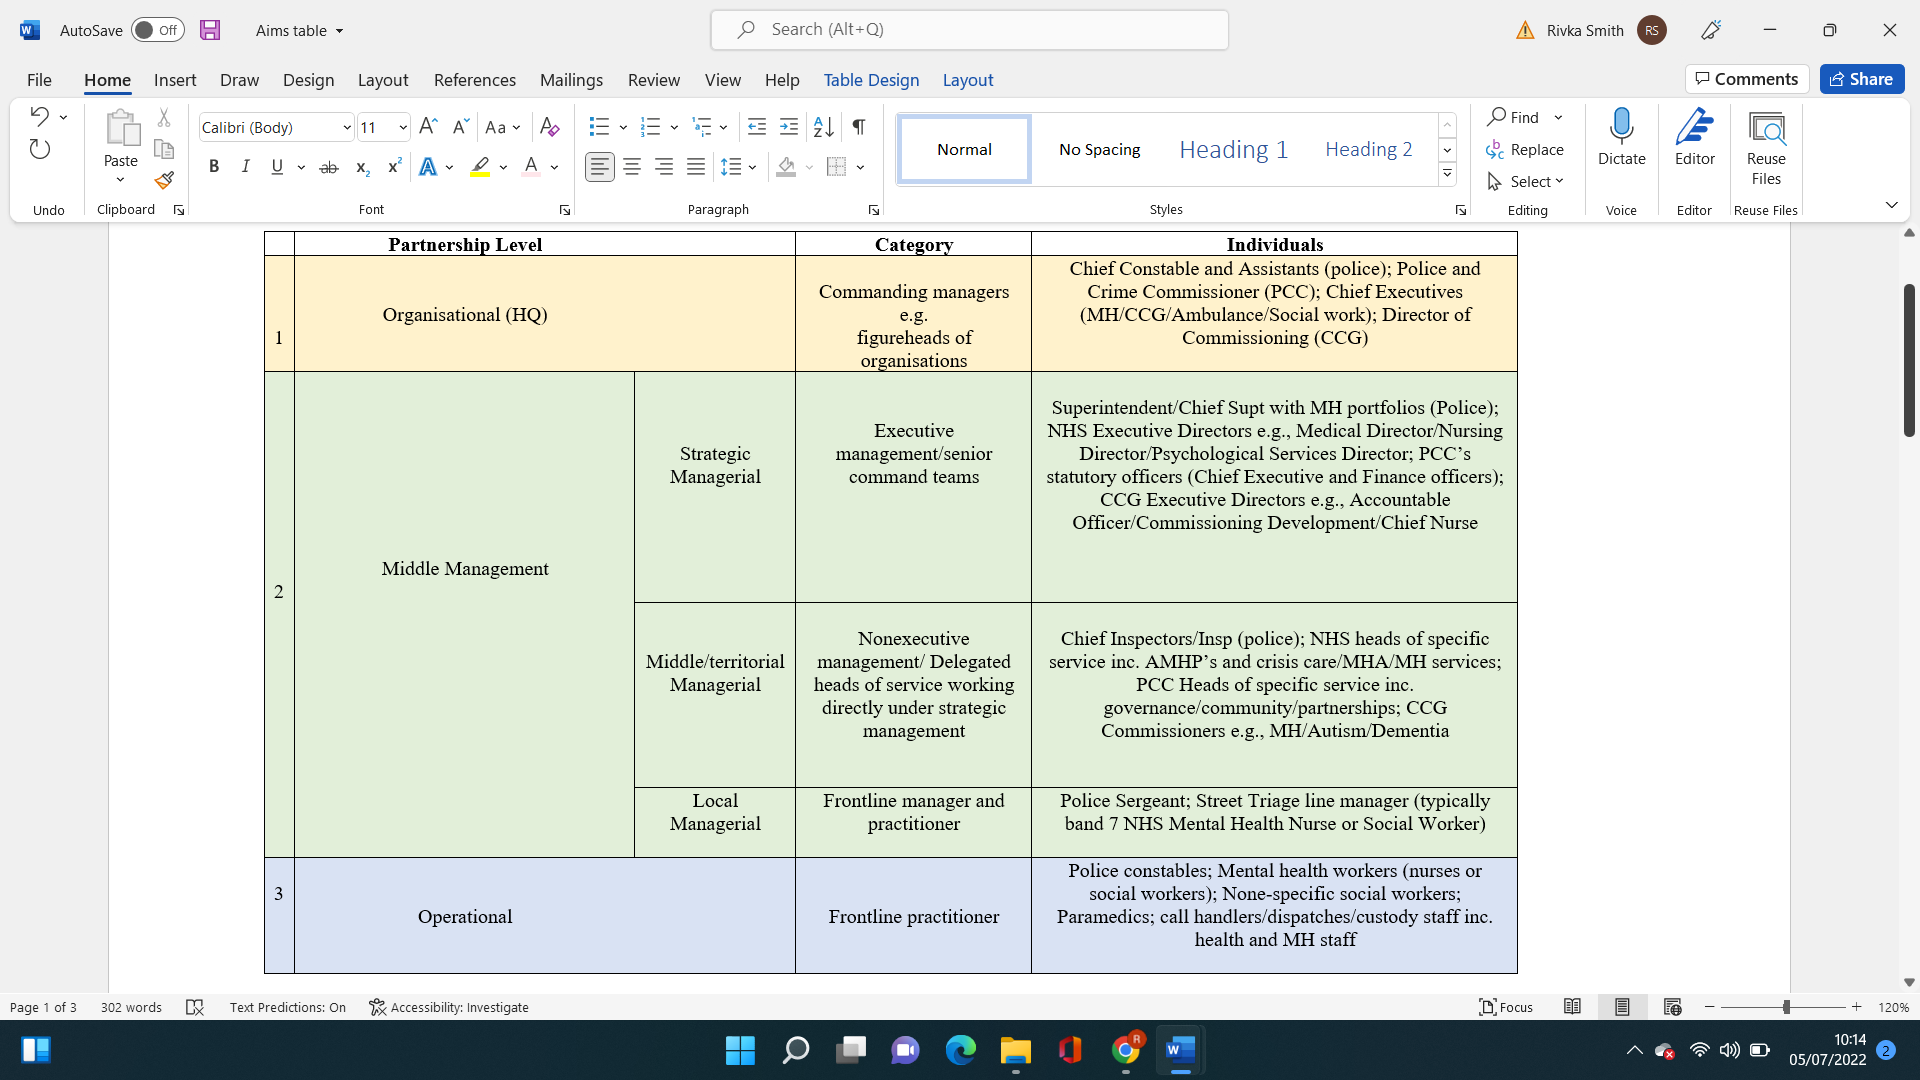 AutoSave Off Aims table Search (Alt+Q) Rivka Smith RS
File Home Insert Draw Design Layout References Mailings Review View Help Table Design Layout Comments Share
Calibri (Body) 11 Aa
Paste
B I U ab x₂ x² A A
Normal No Spacing Heading 1 Heading 2
Find
Replace
Select
Dictate Editor Reuse
Files
Undo Clipboard Font Paragraph Styles Editing Voice Editor Reuse Files
Partnership Level Category Individuals
1
Organisational (HQ)
Commanding managers
e.g.
figureheads of
organisations
Chief Constable and Assistants (police); Police and
Crime Commissioner (PCC); Chief Executives
(MH/CCG/Ambulance/Social work); Director of
Commissioning (CCG)
2
Middle Management
Strategic
Managerial
Executive
management/senior
command teams
Superintendent/Chief Supt with MH portfolios (Police);
NHS Executive Directors e.g., Medical Director/Nursing
Director/Psychological Services Director; PCC’s
statutory officers (Chief Executive and Finance officers);
CCG Executive Directors e.g., Accountable
Officer/Commissioning Development/Chief Nurse
Middle/territorial
Managerial
Nonexecutive
management/ Delegated
heads of service working
directly under strategic
management
Chief Inspectors/Insp (police); NHS heads of specific
service inc. AMHP’s and crisis care/MHA/MH services;
PCC Heads of specific service inc.
governance/community/partnerships; CCG
Commissioners e.g., MH/Autism/Dementia
Local
Managerial
Frontline manager and
practitioner
Police Sergeant; Street Triage line manager (typically
band 7 NHS Mental Health Nurse or Social Worker)
3
Operational
Frontline practitioner
Police constables; Mental health workers (nurses or
social workers); None-specific social workers;
Paramedics; call handlers/dispatches/custody staff inc.
health and MH staff
Page 1 of 3 302 words Text Predictions: On Accessibility: Investigate Focus 120%
10:14
05/07/2022 2